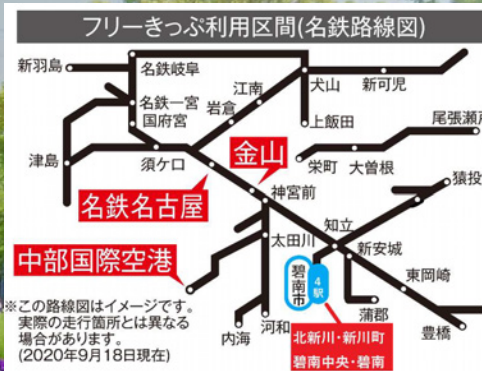 フリーきっぷ利用区間(名鉄路線図)
新羽島
名鉄岐阜
名鉄一宮
国府宮
江南
岩倉
犬山
新可児
上飯田
尾張瀬戸
津島
須ケ口
金山
栄町
大曽根
猿投
名鉄名古屋
神宮前
知立
太田川
新安城
中部国際空港
碧南市
4駅
東岡崎
※この路線図はイメージです。
実際の走行箇所とは異なる
場合があります。
(2020年9月18日現在)
内海
河和
蒲郡
豊橋
北新川・新川町
碧南中央・碧南